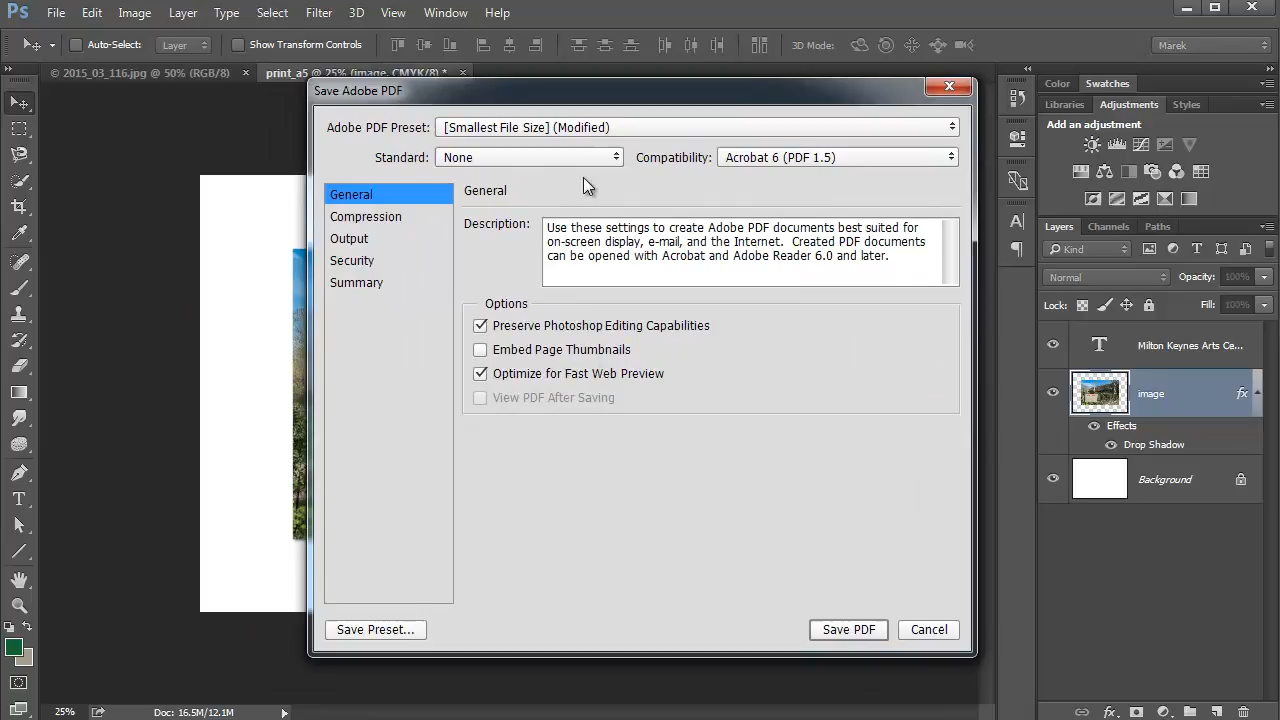 Ps File Edit Image Layer Type Select Filter 3D View Window Help
Auto-Select: Layer Show Transform Controls 3D Mode: Marek
© 2015_03_116.jpg @ 50% (RGB/8) × print_a5 @ 25% (image, CMYK/8) * ×
Save Adobe PDF
Adobe PDF Preset: [Smallest File Size] (Modified)
Standard: None Compatibility: Acrobat 6 (PDF 1.5)
General
Compression
Output
Security
Summary
General
Description: Use these settings to create Adobe PDF documents best suited for
on-screen display, e-mail, and the Internet. Created PDF documents
can be opened with Acrobat and Adobe Reader 6.0 and later.
Options
Preserve Photoshop Editing Capabilities
Embed Page Thumbnails
Optimize for Fast Web Preview
View PDF After Saving
Save Preset... Save PDF Cancel
Color Swatches
Libraries Adjustments Styles
Add an adjustment
Layers Channels Paths
Kind
Normal Opacity: 100%
Lock: Fill: 100%
T Milton Keynes Arts Ce...
image fx
Effects
Drop Shadow
Background
25% Doc: 16.5M/12.1M